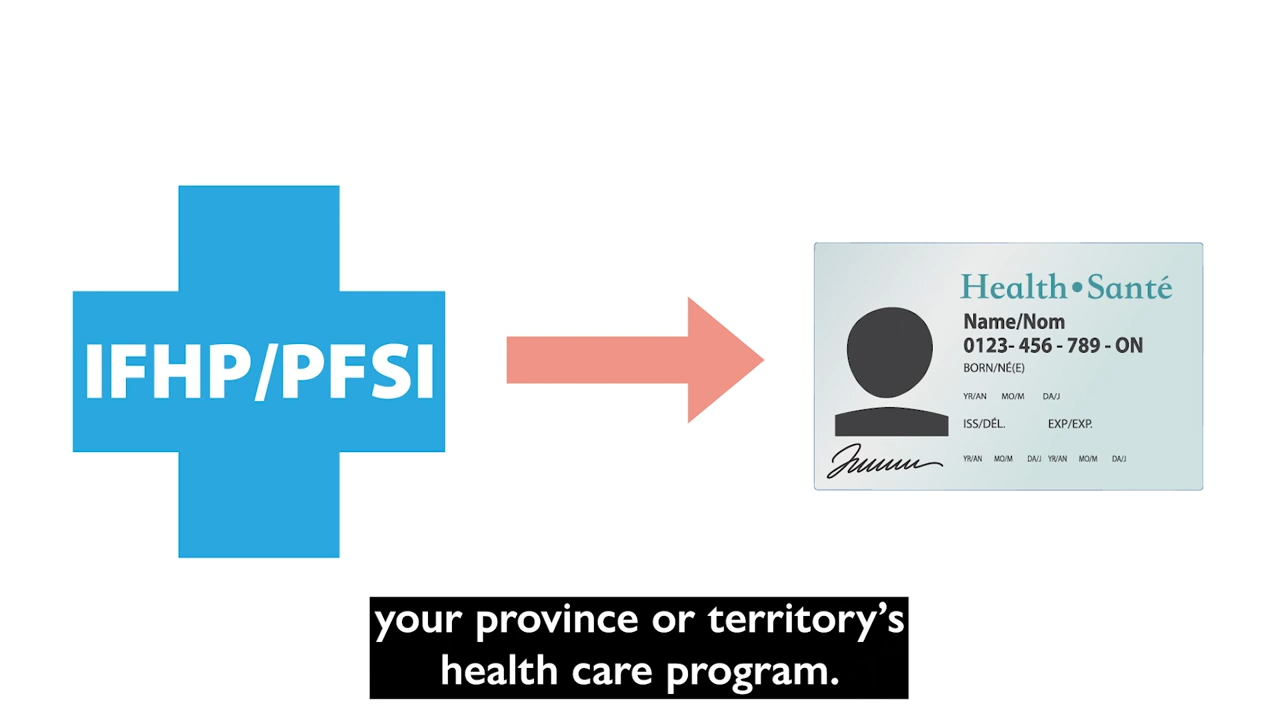 IFHP/PFSI
Health•Santé
Name/Nom
0123- 456 - 789 - ON
BORN/NÉ(E)
YR/AN MO/M DA/J
ISS/DÉL. EXP/EXP.
YR/AN MO/M DA/J YR/AN MO/M DA/J
your province or territory’s
health care program.